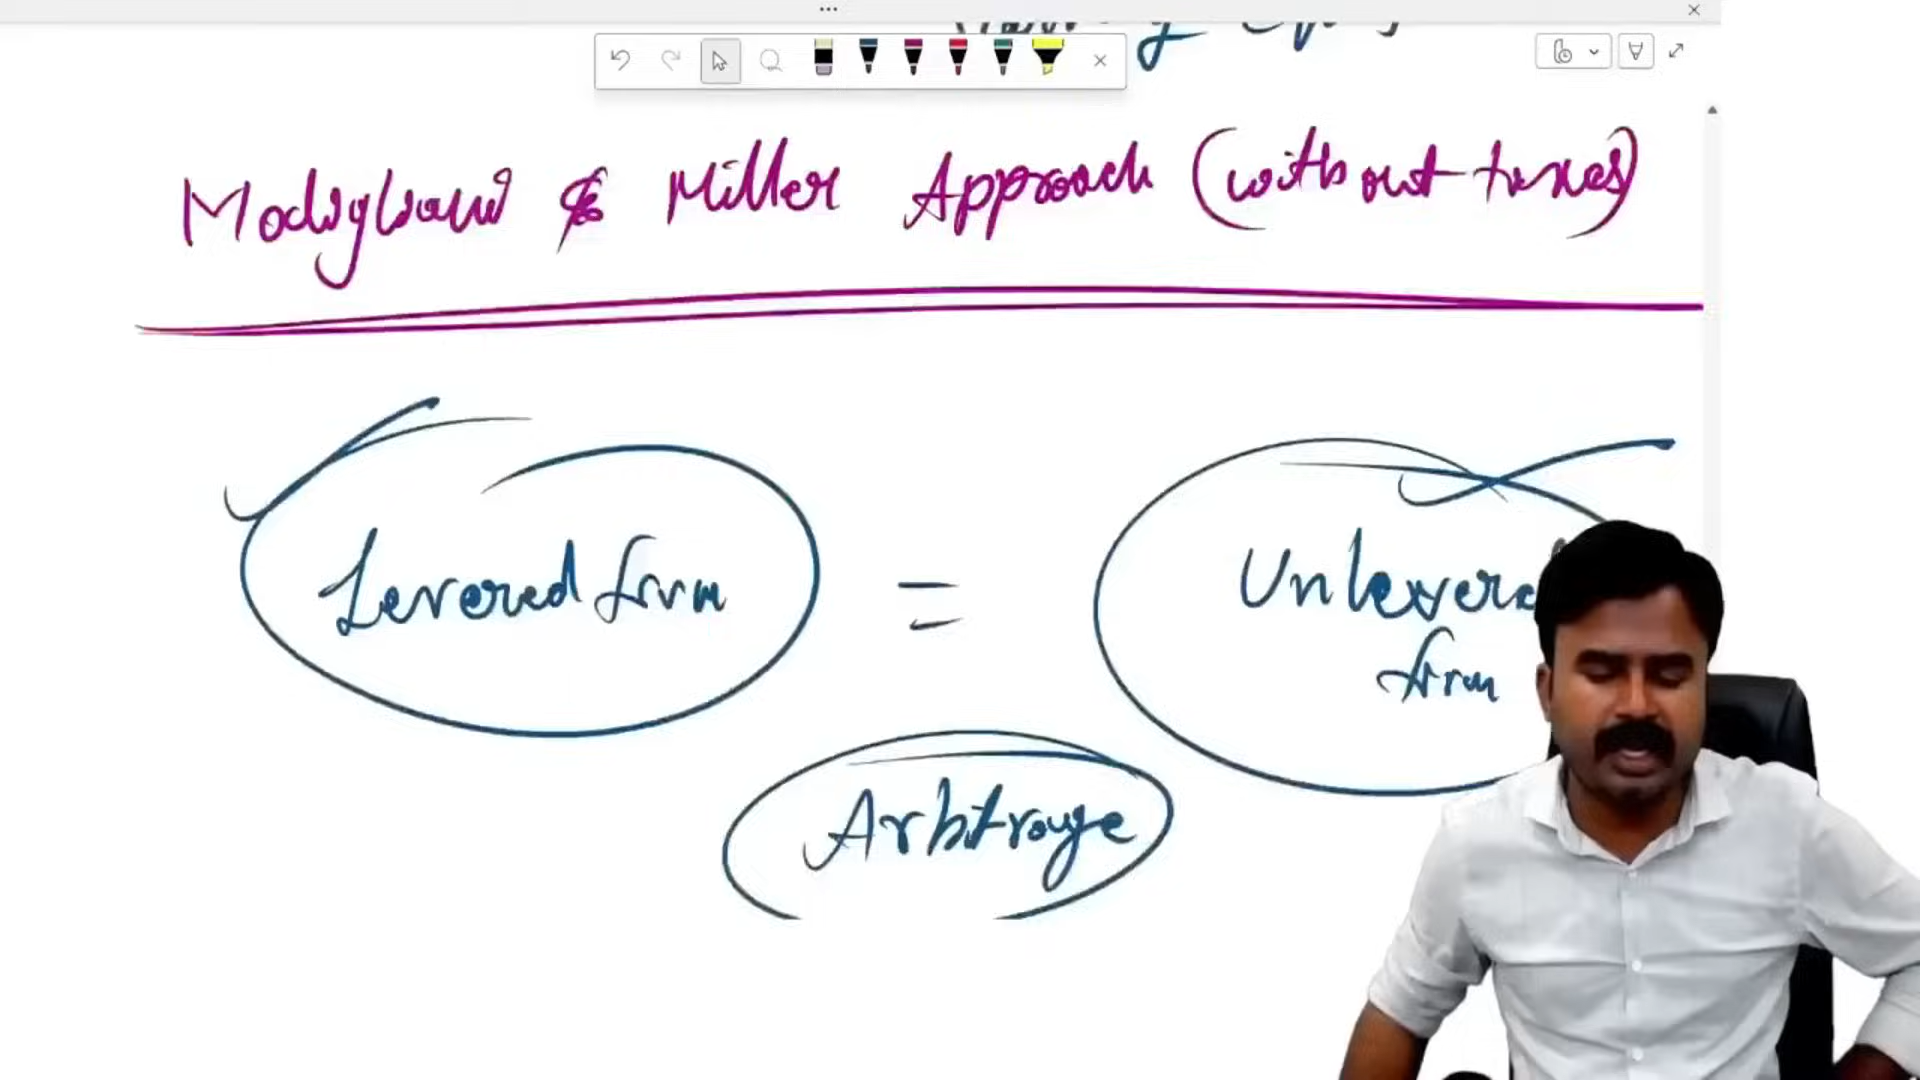 Modigliani & Miller Approach (without taxes)
Levered firm = Unlevered firm
Arbitrage